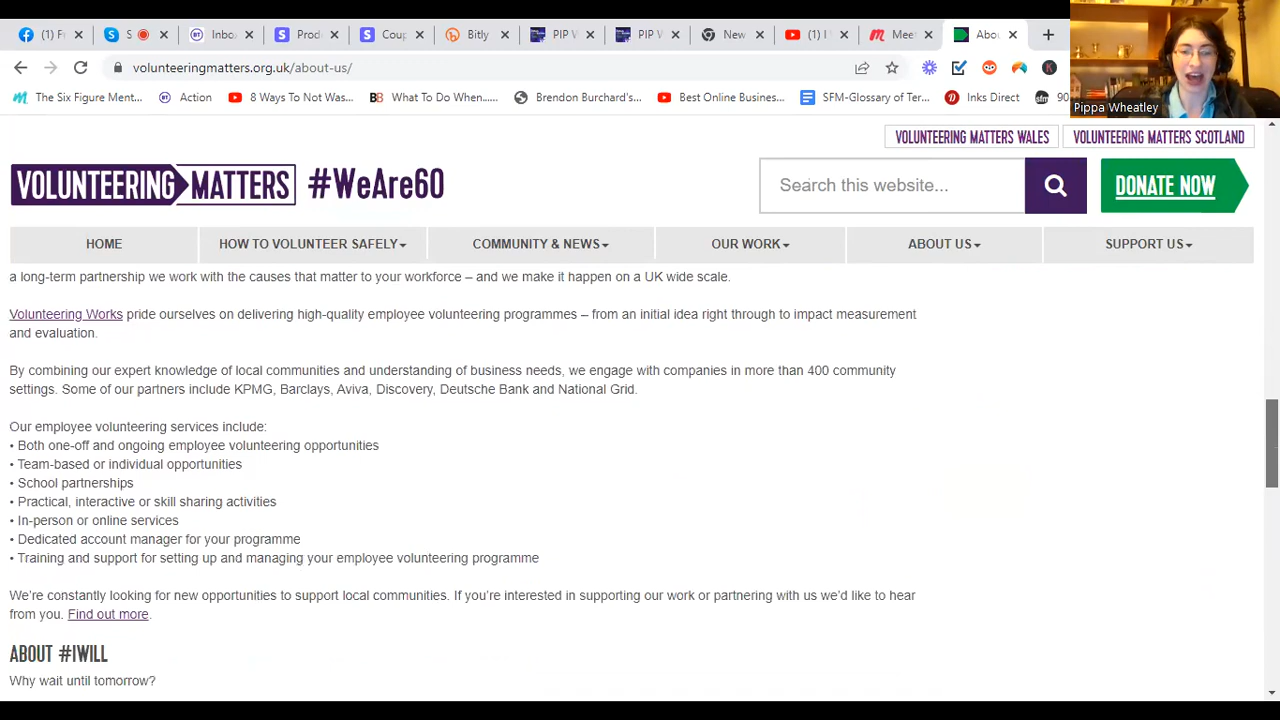 (1) F
S
Inbo
Prod
Coup
Bitly
PIP W
PIP W
New
(1) I
Mee
Abou
volunteeringmatters.org.uk/about-us/
The Six Figure Ment...
Action
8 Ways To Not Was...
What To Do When......
Brendon Burchard's...
Best Online Busines...
SFM-Glossary of Ter...
Inks Direct
90
Pippa Wheatley
VOLUNTEERING MATTERS WALES
VOLUNTEERING MATTERS SCOTLAND
VOLUNTEERING MATTERS #WeAre60
Search this website...
DONATE NOW
HOME
HOW TO VOLUNTEER SAFELY
COMMUNITY & NEWS
OUR WORK
ABOUT US
SUPPORT US
a long-term partnership we work with the causes that matter to your workforce – and we make it happen on a UK wide scale.
Volunteering Works pride ourselves on delivering high-quality employee volunteering programmes – from an initial idea right through to impact measurement
and evaluation.
By combining our expert knowledge of local communities and understanding of business needs, we engage with companies in more than 400 community
settings. Some of our partners include KPMG, Barclays, Aviva, Discovery, Deutsche Bank and National Grid.
Our employee volunteering services include:
• Both one-off and ongoing employee volunteering opportunities
• Team-based or individual opportunities
• School partnerships
• Practical, interactive or skill sharing activities
• In-person or online services
• Dedicated account manager for your programme
• Training and support for setting up and managing your employee volunteering programme
We're constantly looking for new opportunities to support local communities. If you're interested in supporting our work or partnering with us we'd like to hear
from you. Find out more.
ABOUT #IWILL
Why wait until tomorrow?